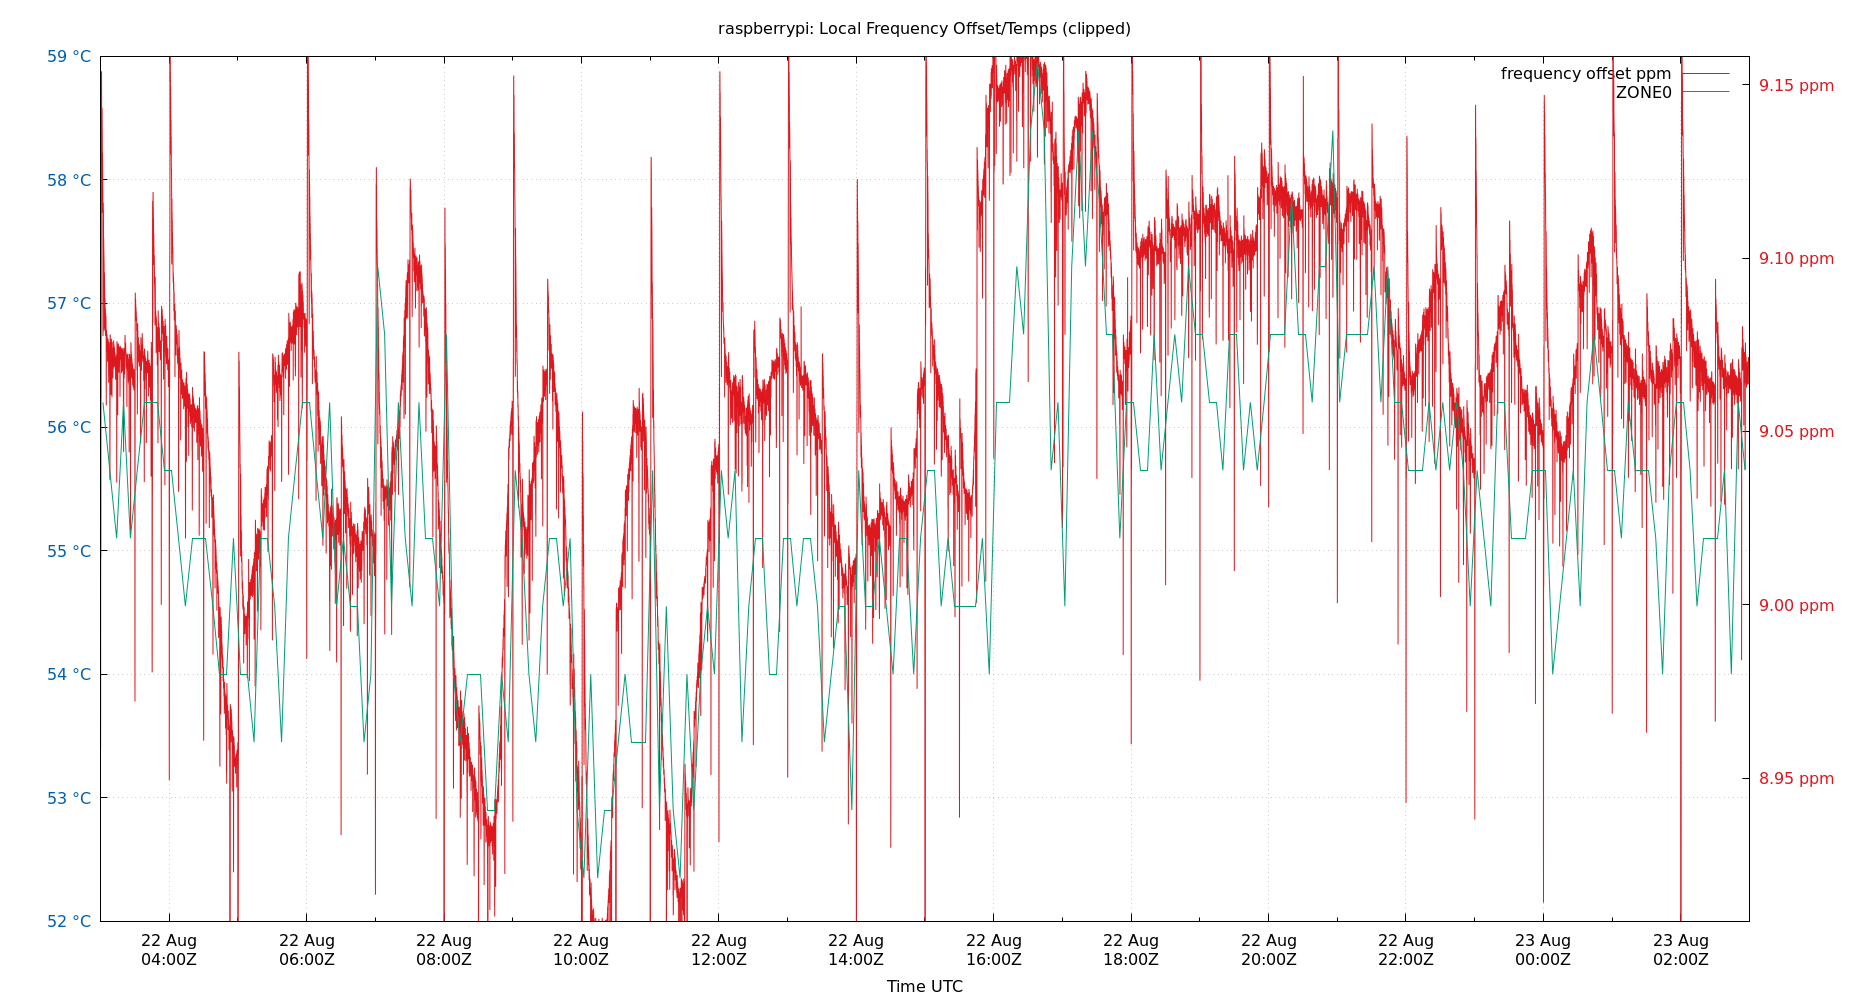 raspberrypi: Local Frequency Offset/Temps (clipped)
59 °C
58 °C
57 °C
56 °C
55 °C
54 °C
53 °C
52 °C
frequency offset ppm
ZONE0
9.15 ppm
9.10 ppm
9.05 ppm
9.00 ppm
8.95 ppm
22 Aug 22 Aug 22 Aug 22 Aug 22 Aug 22 Aug 22 Aug 22 Aug 22 Aug 22 Aug 23 Aug 23 Aug
04:00Z 06:00Z 08:00Z 10:00Z 12:00Z 14:00Z 16:00Z 18:00Z 20:00Z 22:00Z 00:00Z 02:00Z
Time UTC